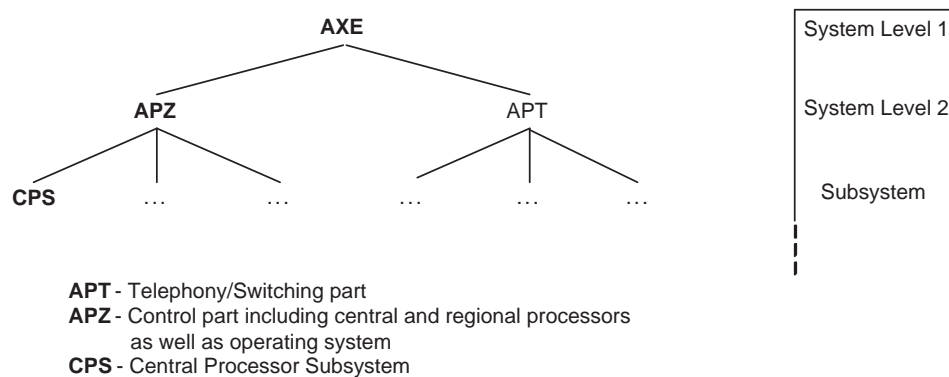 AXE
System Level 1
APZ APT System Level 2
CPS ... ... ... ... ... Subsystem
APT - Telephony/Switching part
APZ - Control part including central and regional processors
as well as operating system
CPS - Central Processor Subsystem